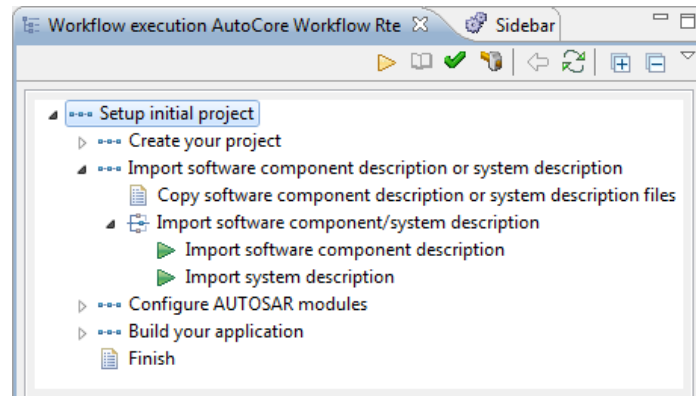 Workflow execution AutoCore Workflow Rte Sidebar
Setup initial project
Create your project
Import software component description or system description
Copy software component description or system description files
Import software component/system description
Import software component description
Import system description
Configure AUTOSAR modules
Build your application
Finish